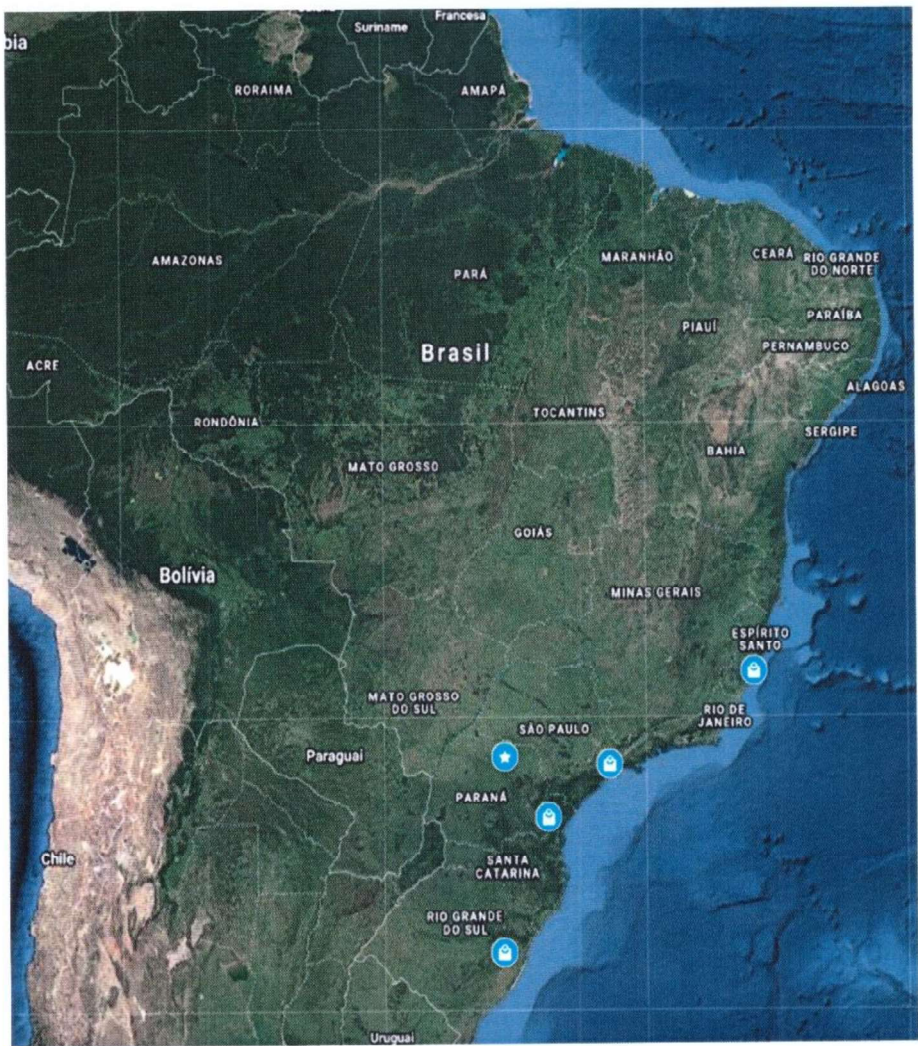 Suriname
Francesa
bia
RORAIMA
AMAPÁ
AMAZONAS
PARÁ
MARANHÃO
CEARÁ
RIO GRANDE
DO NORTE
PARAÍBA
PIAUÍ
PERNAMBUCO
Brasil
ACRE
ALAGOAS
TOCANTINS
RONDÔNIA
SERGIPE
BAHIA
MATO GROSSO
GOIÁS
Bolívia
MINAS GERAIS
ESPÍRITO
SANTO
MATO GROSSO
DO SUL
RIO DE
JANEIRO
SÃO PAULO
Paraguai
PARANÁ
Chile
SANTA
CATARINA
RIO GRANDE
DO SUL
Uruguai